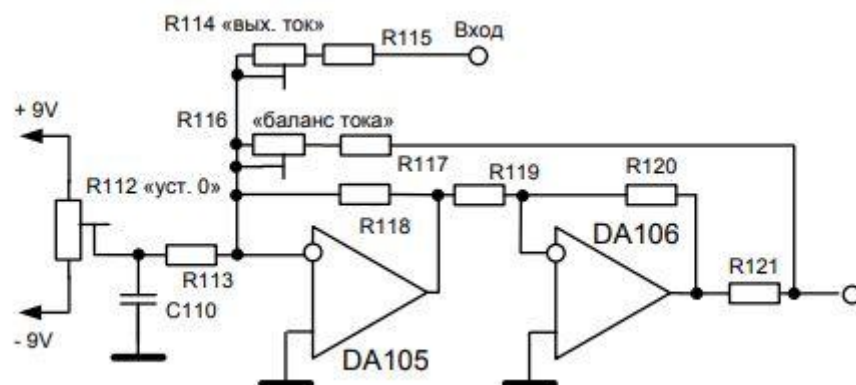 R114 «вых. ток»
R115
Вход
+ 9V
R116
«баланс тока»
R117
R119
R120
R112 «уст. 0»
R118
DA106
R113
R121
C110
- 9V
DA105